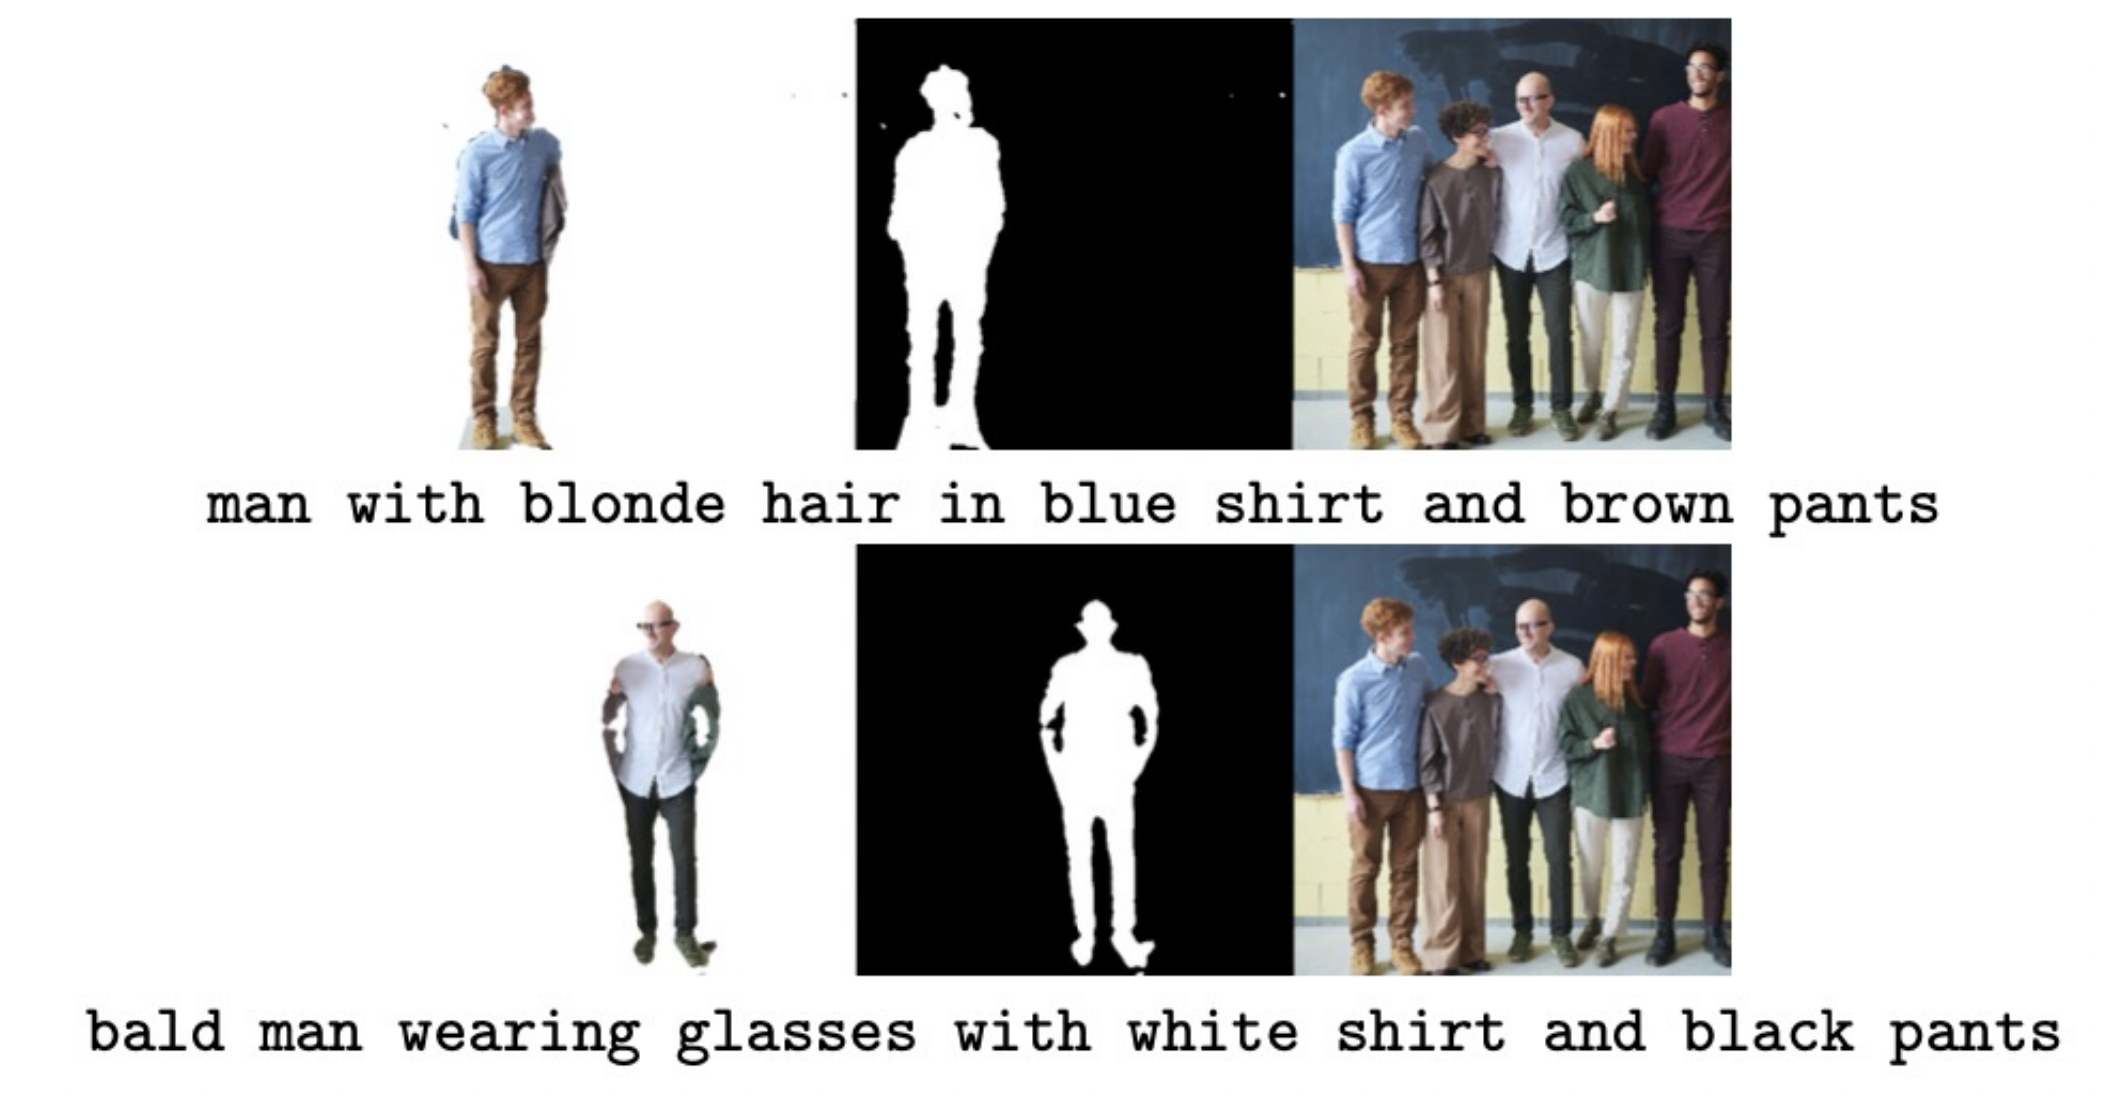 man with blonde hair in blue shirt and brown pants
bald man wearing glasses with white shirt and black pants